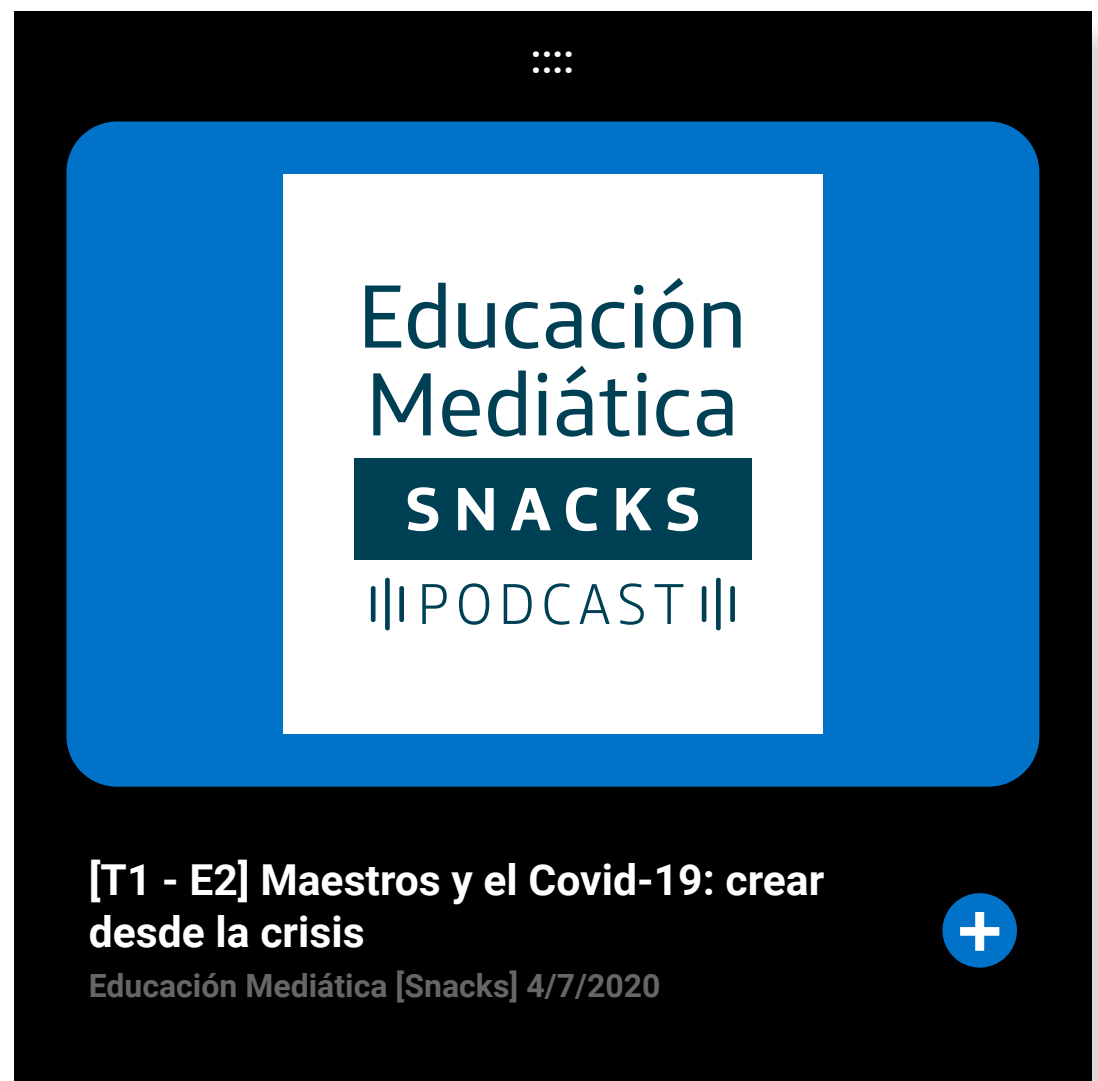 Educación
Mediática
SNACKS
PODCAST
[T1 - E2] Maestros y el Covid-19: crear
desde la crisis
Educación Mediática [Snacks] 4/7/2020